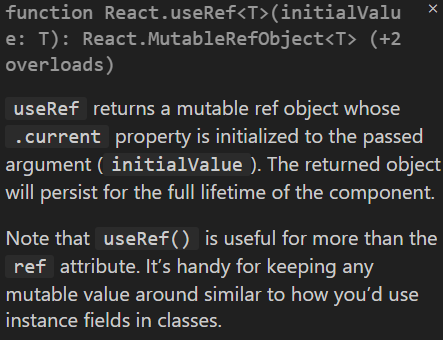 function React.useRef<T>(initialValu
e: T): React.MutableRefObject<T> (+2
overloads)
useRef returns a mutable ref object whose
.current property is initialized to the passed
argument ( initialValue ). The returned object
will persist for the full lifetime of the component.
Note that useRef() is useful for more than the
ref attribute. It’s handy for keeping any
mutable value around similar to how you’d use
instance fields in classes.